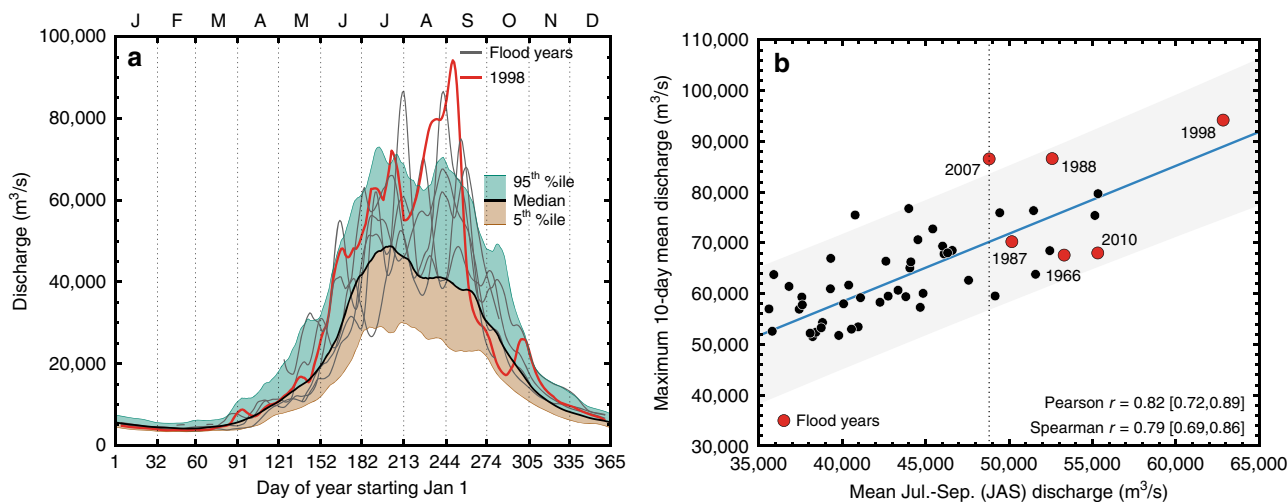 J F M A M J J A S O N D
100,000
80,000
60,000
40,000
20,000
0
Discharge (m³/s)
a
Flood years
1998
95th %ile
Median
5th %ile
1 32 60 91 121 152 182 213 244 274 305 335 365
Day of year starting Jan 1
110,000
100,000
90,000
80,000
70,000
60,000
50,000
40,000
30,000
Maximum 10-day mean discharge (m³/s)
b
1998
2007
1988
1987
2010
1966
Flood years
Pearson r = 0.82 [0.72,0.89]
Spearman r = 0.79 [0.69,0.86]
35,000 40,000 45,000 50,000 55,000 60,000 65,000
Mean Jul.-Sep. (JAS) discharge (m³/s)